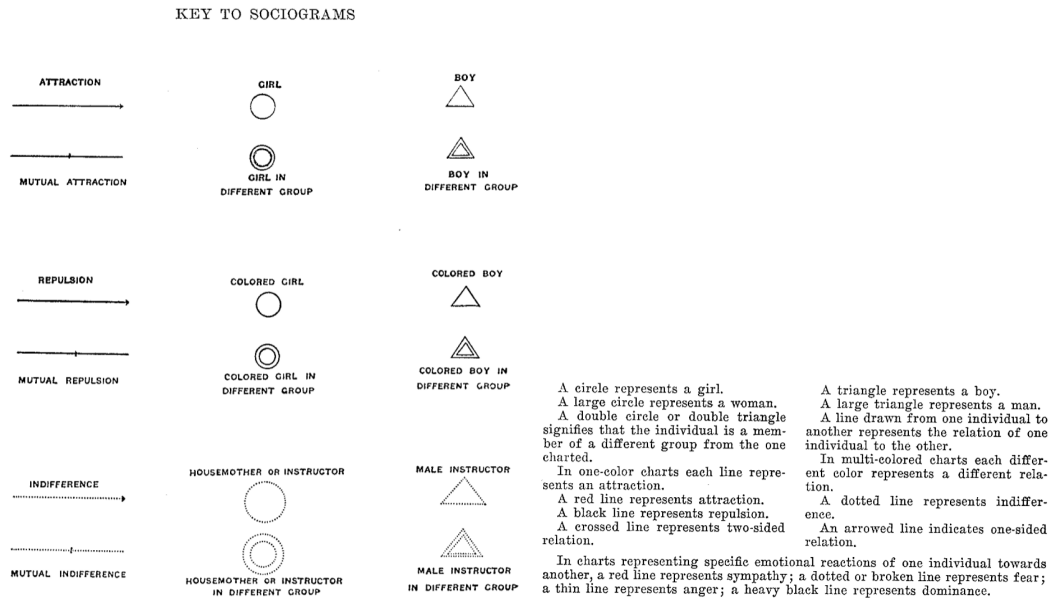 KEY TO SOCIOGRAMS
ATTRACTION
GIRL
BOY
MUTUAL ATTRACTION
GIRL IN
DIFFERENT GROUP
BOY IN
DIFFERENT GROUP
REPULSION
COLORED GIRL
COLORED BOY
MUTUAL REPULSION
COLORED GIRL IN
DIFFERENT GROUP
COLORED BOY IN
DIFFERENT GROUP
INDIFFERENCE
HOUSEMOTHER OR INSTRUCTOR
MALE INSTRUCTOR
MUTUAL INDIFFERENCE
HOUSEMOTHER OR INSTRUCTOR
IN DIFFERENT GROUP
MALE INSTRUCTOR
IN DIFFERENT GROUP
A circle represents a girl.
A large circle represents a woman.
A double circle or double triangle
signifies that the individual is a mem-
ber of a different group from the one
charted.
In one-color charts each line repre-
sents an attraction.
A red line represents attraction.
A black line represents repulsion.
A crossed line represents two-sided
relation.
A triangle represents a boy.
A large triangle represents a man.
A line drawn from one individual to
another represents the relation of one
individual to the other.
In multi-colored charts each differ-
ent color represents a different rela-
tion.
A dotted line represents indiffer-
ence.
An arrowed line indicates one-sided
relation.
In charts representing specific emotional reactions of one individual towards
another, a red line represents sympathy; a dotted or broken line represents fear;
a thin line represents anger; a heavy black line represents dominance.